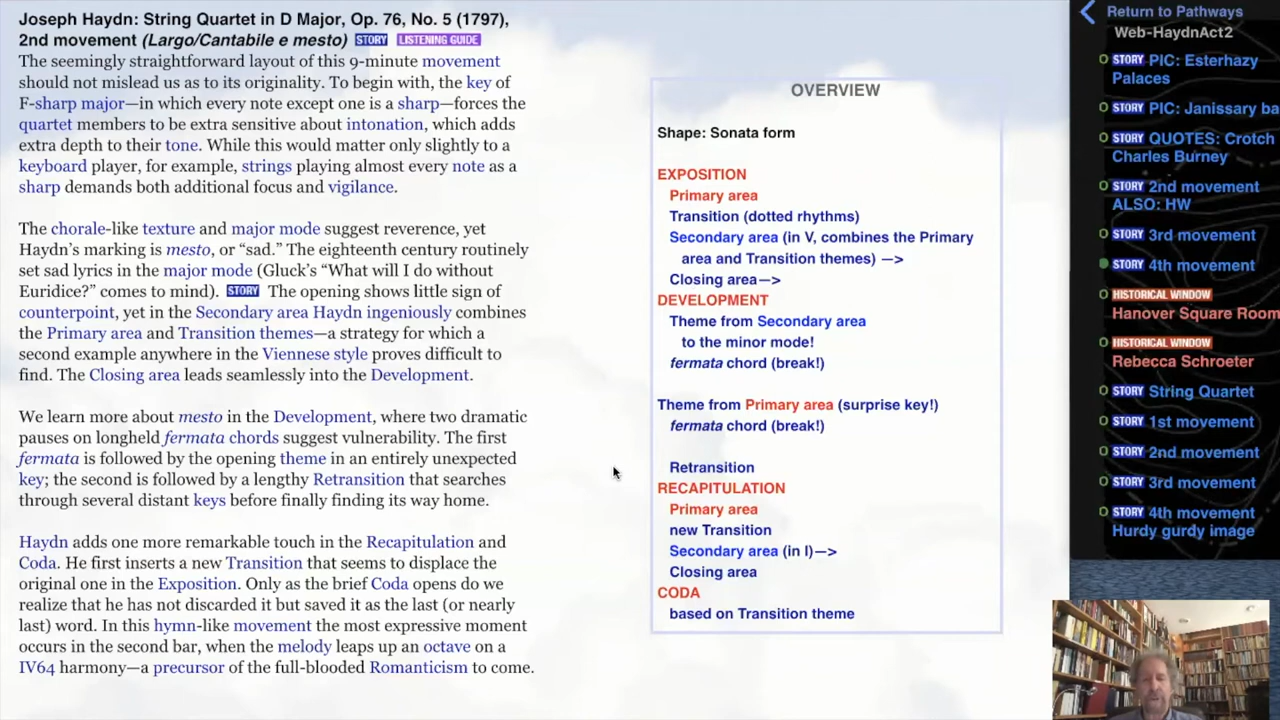 Joseph Haydn: String Quartet in D Major, Op. 76, No. 5 (1797),
2nd movement (Largo/Cantabile e mesto) STORY LISTENING GUIDE
The seemingly straightforward layout of this 9-minute movement
should not mislead us as to its originality. To begin with, the key of
F-sharp major—in which every note except one is a sharp—forces the
quartet members to be extra sensitive about intonation, which adds
extra depth to their tone. While this would matter only slightly to a
keyboard player, for example, strings playing almost every note as a
sharp demands both additional focus and vigilance.
The chorale-like texture and major mode suggest reverence, yet
Haydn’s marking is mesto, or “sad.” The eighteenth century routinely
set sad lyrics in the major mode (Gluck’s “What will I do without
Euridice?” comes to mind). STORY The opening shows little sign of
counterpoint, yet in the Secondary area Haydn ingeniously combines
the Primary area and Transition themes—a strategy for which a
second example anywhere in the Viennese style proves difficult to
find. The Closing area leads seamlessly into the Development.
We learn more about mesto in the Development, where two dramatic
pauses on longheld fermata chords suggest vulnerability. The first
fermata is followed by the opening theme in an entirely unexpected
key; the second is followed by a lengthy Retransition that searches
through several distant keys before finally finding its way home.
Haydn adds one more remarkable touch in the Recapitulation and
Coda. He first inserts a new Transition that seems to displace the
original one in the Exposition. Only as the brief Coda opens do we
realize that he has not discarded it but saved it as the last (or nearly
last) word. In this hymn-like movement the most expressive moment
occurs in the second bar, when the melody leaps up an octave on a
IV64 harmony—a precursor of the full-blooded Romanticism to come.
OVERVIEW
Shape: Sonata form
EXPOSITION
Primary area
Transition (dotted rhythms)
Secondary area (in V, combines the Primary
area and Transition themes) —>
Closing area—>
DEVELOPMENT
Theme from Secondary area
to the minor mode!
fermata chord (break!)
Theme from Primary area (surprise key!)
fermata chord (break!)
Retransition
RECAPITULATION
Primary area
new Transition
Secondary area (in I)—>
Closing area
CODA
based on Transition theme
Return to Pathways
Web-HaydnAct2
STORY PIC: Esterhazy
Palaces
STORY PIC: Janissary ba
STORY QUOTES: Crotch
Charles Burney
STORY 2nd movement
ALSO: HW
STORY 3rd movement
STORY 4th movement
HISTORICAL WINDOW
Hanover Square Room
HISTORICAL WINDOW
Rebecca Schroeter
STORY String Quartet
STORY 1st movement
STORY 2nd movement
STORY 3rd movement
STORY 4th movement
Hurdy gurdy image